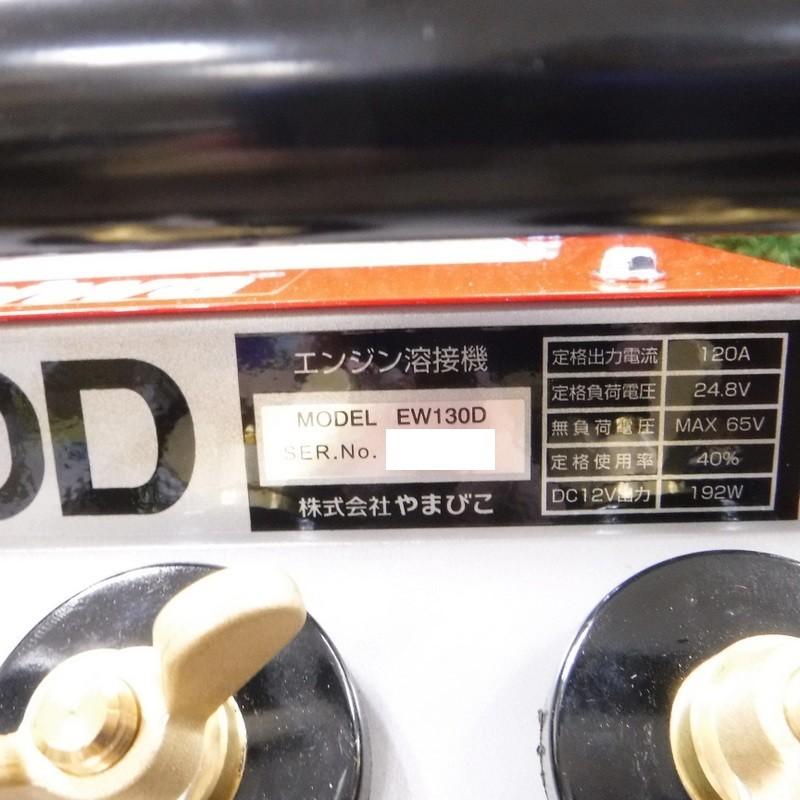 0D
エンジン溶接機
MODEL EW130D
SER.No.
株式会社やまびこ
定格出力電流 120A
定格負荷電圧 24.8V
無負荷電圧 MAX 65V
定格使用率 40%
DC12V出力 192W